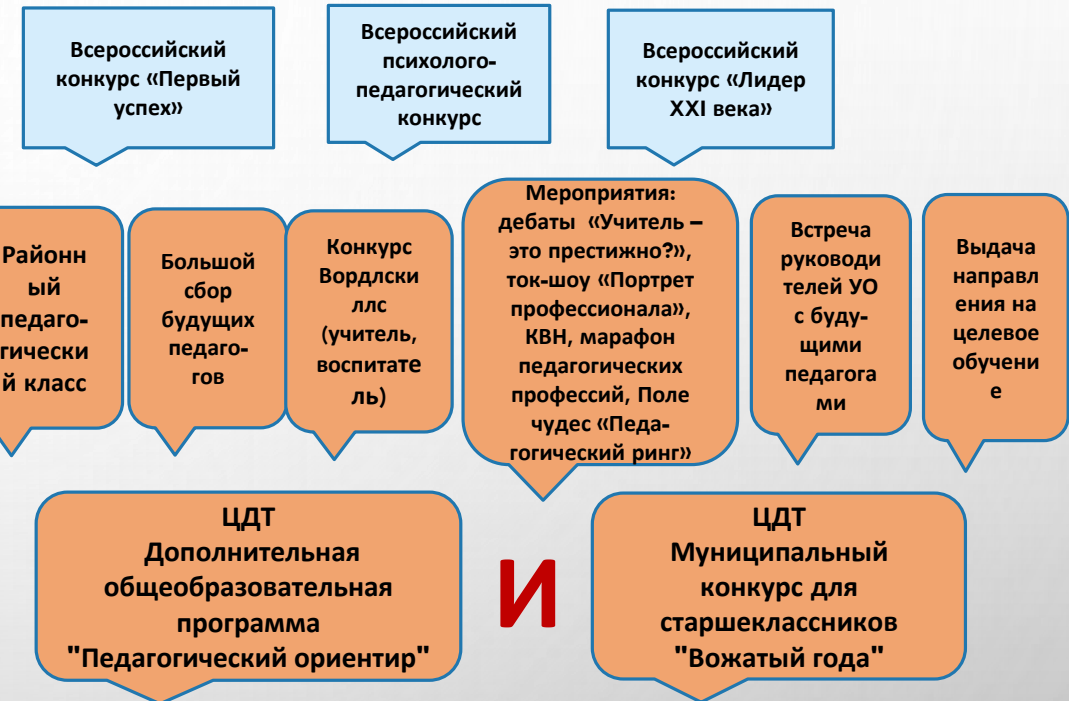 Всероссийский
конкурс «Первый
успех»
Всероссийский
психолого-
педагогический
конкурс
Всероссийский
конкурс «Лидер
XXI века»
Районн
ый
педаго-
гически
й класс
Большой
сбор
будущих
педаго-
гов
Конкурс
Вордлски
ллс
(учитель,
воспитате
ль)
Мероприятия:
дебаты «Учитель –
это престижно?»,
ток-шоу «Портрет
профессионала»,
КВН, марафон
педагогических
профессий, Поле
чудес «Педа-
гогический ринг»
Встреча
руководи
телей УО
с буду-
щими
педагога
ми
Выдача
направл
ения на
целевое
обучени
е
ЦДТ
Дополнительная
общеобразовательная
программа
"Педагогический ориентир"
И
ЦДТ
Муниципальный
конкурс для
старшеклассников
"Вожатый года"